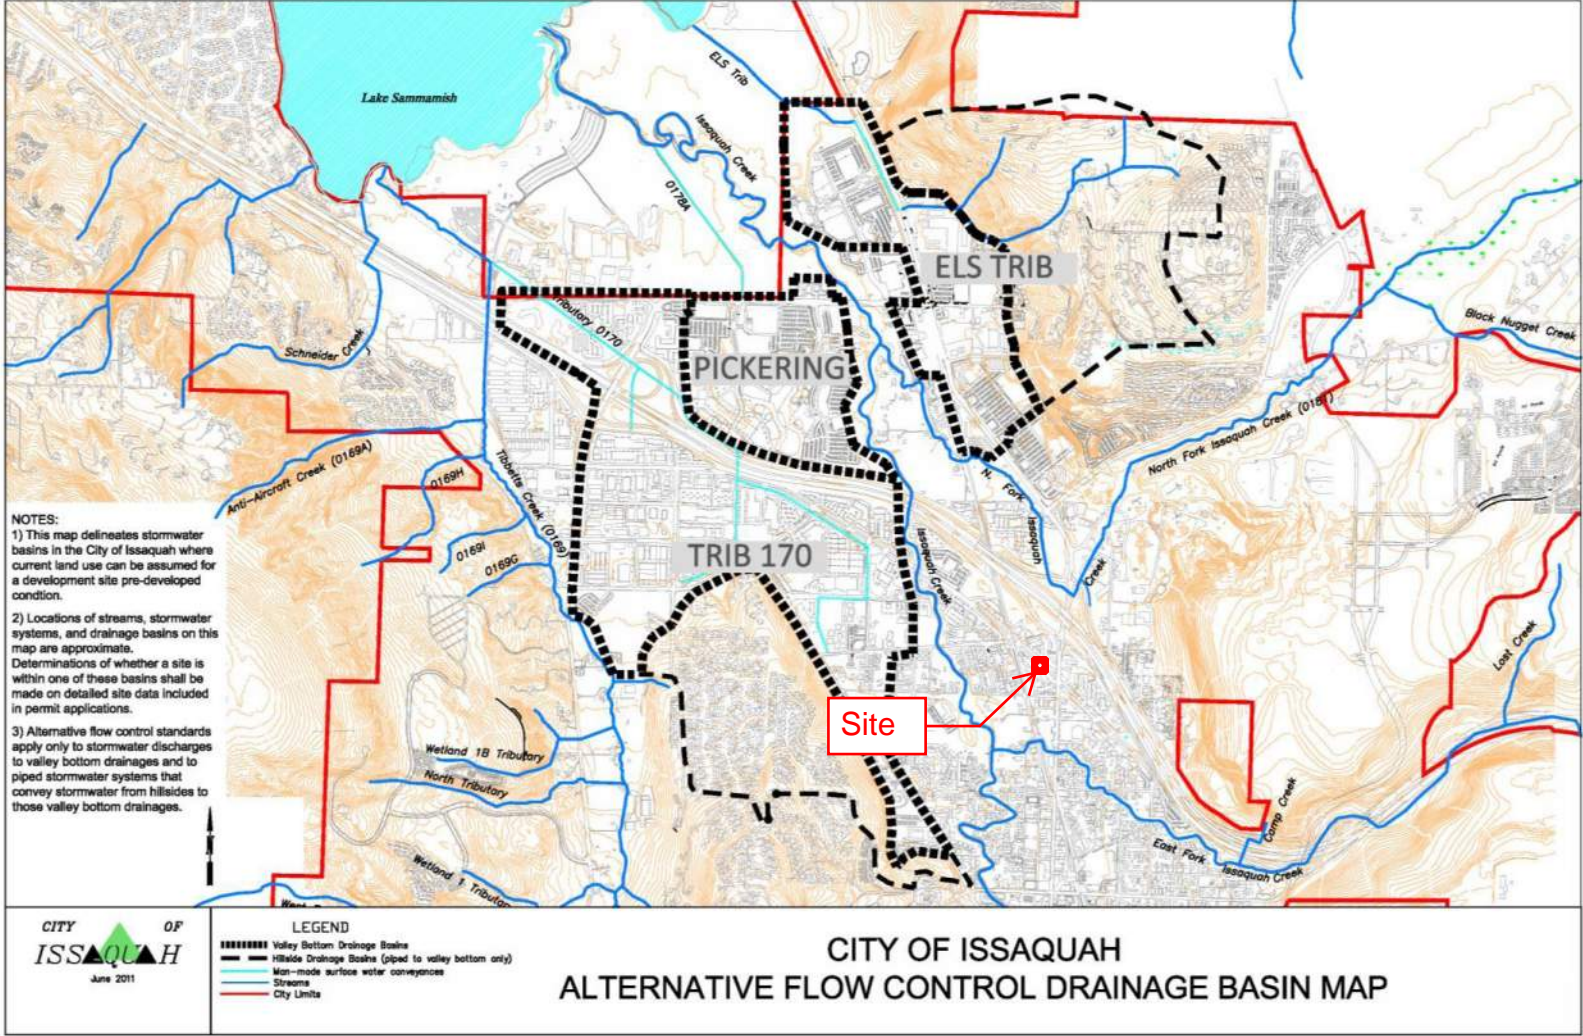 Lake Sammamish
ELS Trib
Issaquah Creek
0178A
ELS TRIB
Tributary 0170
PICKERING
Schneider Creek
Black Nugget Creek
North Fork Issaquah Creek (0181)
Anti-Aircraft Creek (0169A)
0169H
Tibbetts Creek (0169)
N. Fork
Issaquah
Creek
0169I
0169G
TRIB 170
Issaquah Creek
Lost Creek
Site
Wetland 1B Tributary
North Tributary
Wetland 1 Tributary
Camp Creek
East Fork
Issaquah Creek
NOTES:
1) This map delineates stormwater
basins in the City of Issaquah where
current land use can be assumed for
a development site pre-developed
condtion.
2) Locations of streams, stormwater
systems, and drainage basins on this
map are approximate.
Determinations of whether a site is
within one of these basins shall be
made on detailed site data included
in permit applications.
3) Alternative flow control standards
apply only to stormwater discharges
to valley bottom drainages and to
piped stormwater systems that
convey stormwater from hillsides to
those valley bottom drainages.
CITY OF
ISSAQUAH
June 2011
LEGEND
Valley Bottom Drainage Basins
Hillside Drainage Basins (piped to valley bottom only)
Man-made surface water conveyances
Streams
City Limits
CITY OF ISSAQUAH
ALTERNATIVE FLOW CONTROL DRAINAGE BASIN MAP